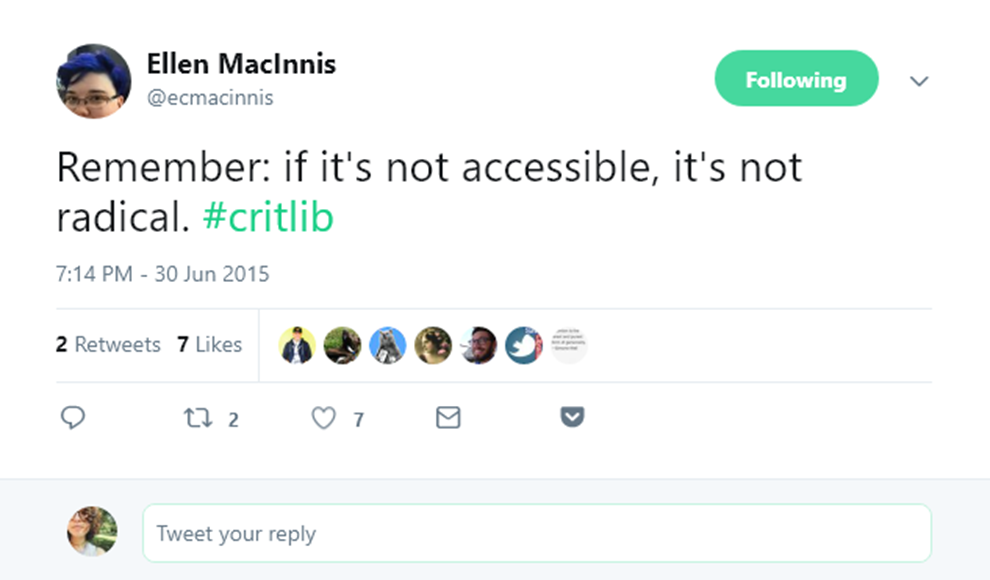 Ellen MacInnis
@ecmacinnis
Following
Remember: if it's not accessible, it's not
radical. #critlib
7:14 PM - 30 Jun 2015
2 Retweets 7 Likes
2 7
Tweet your reply